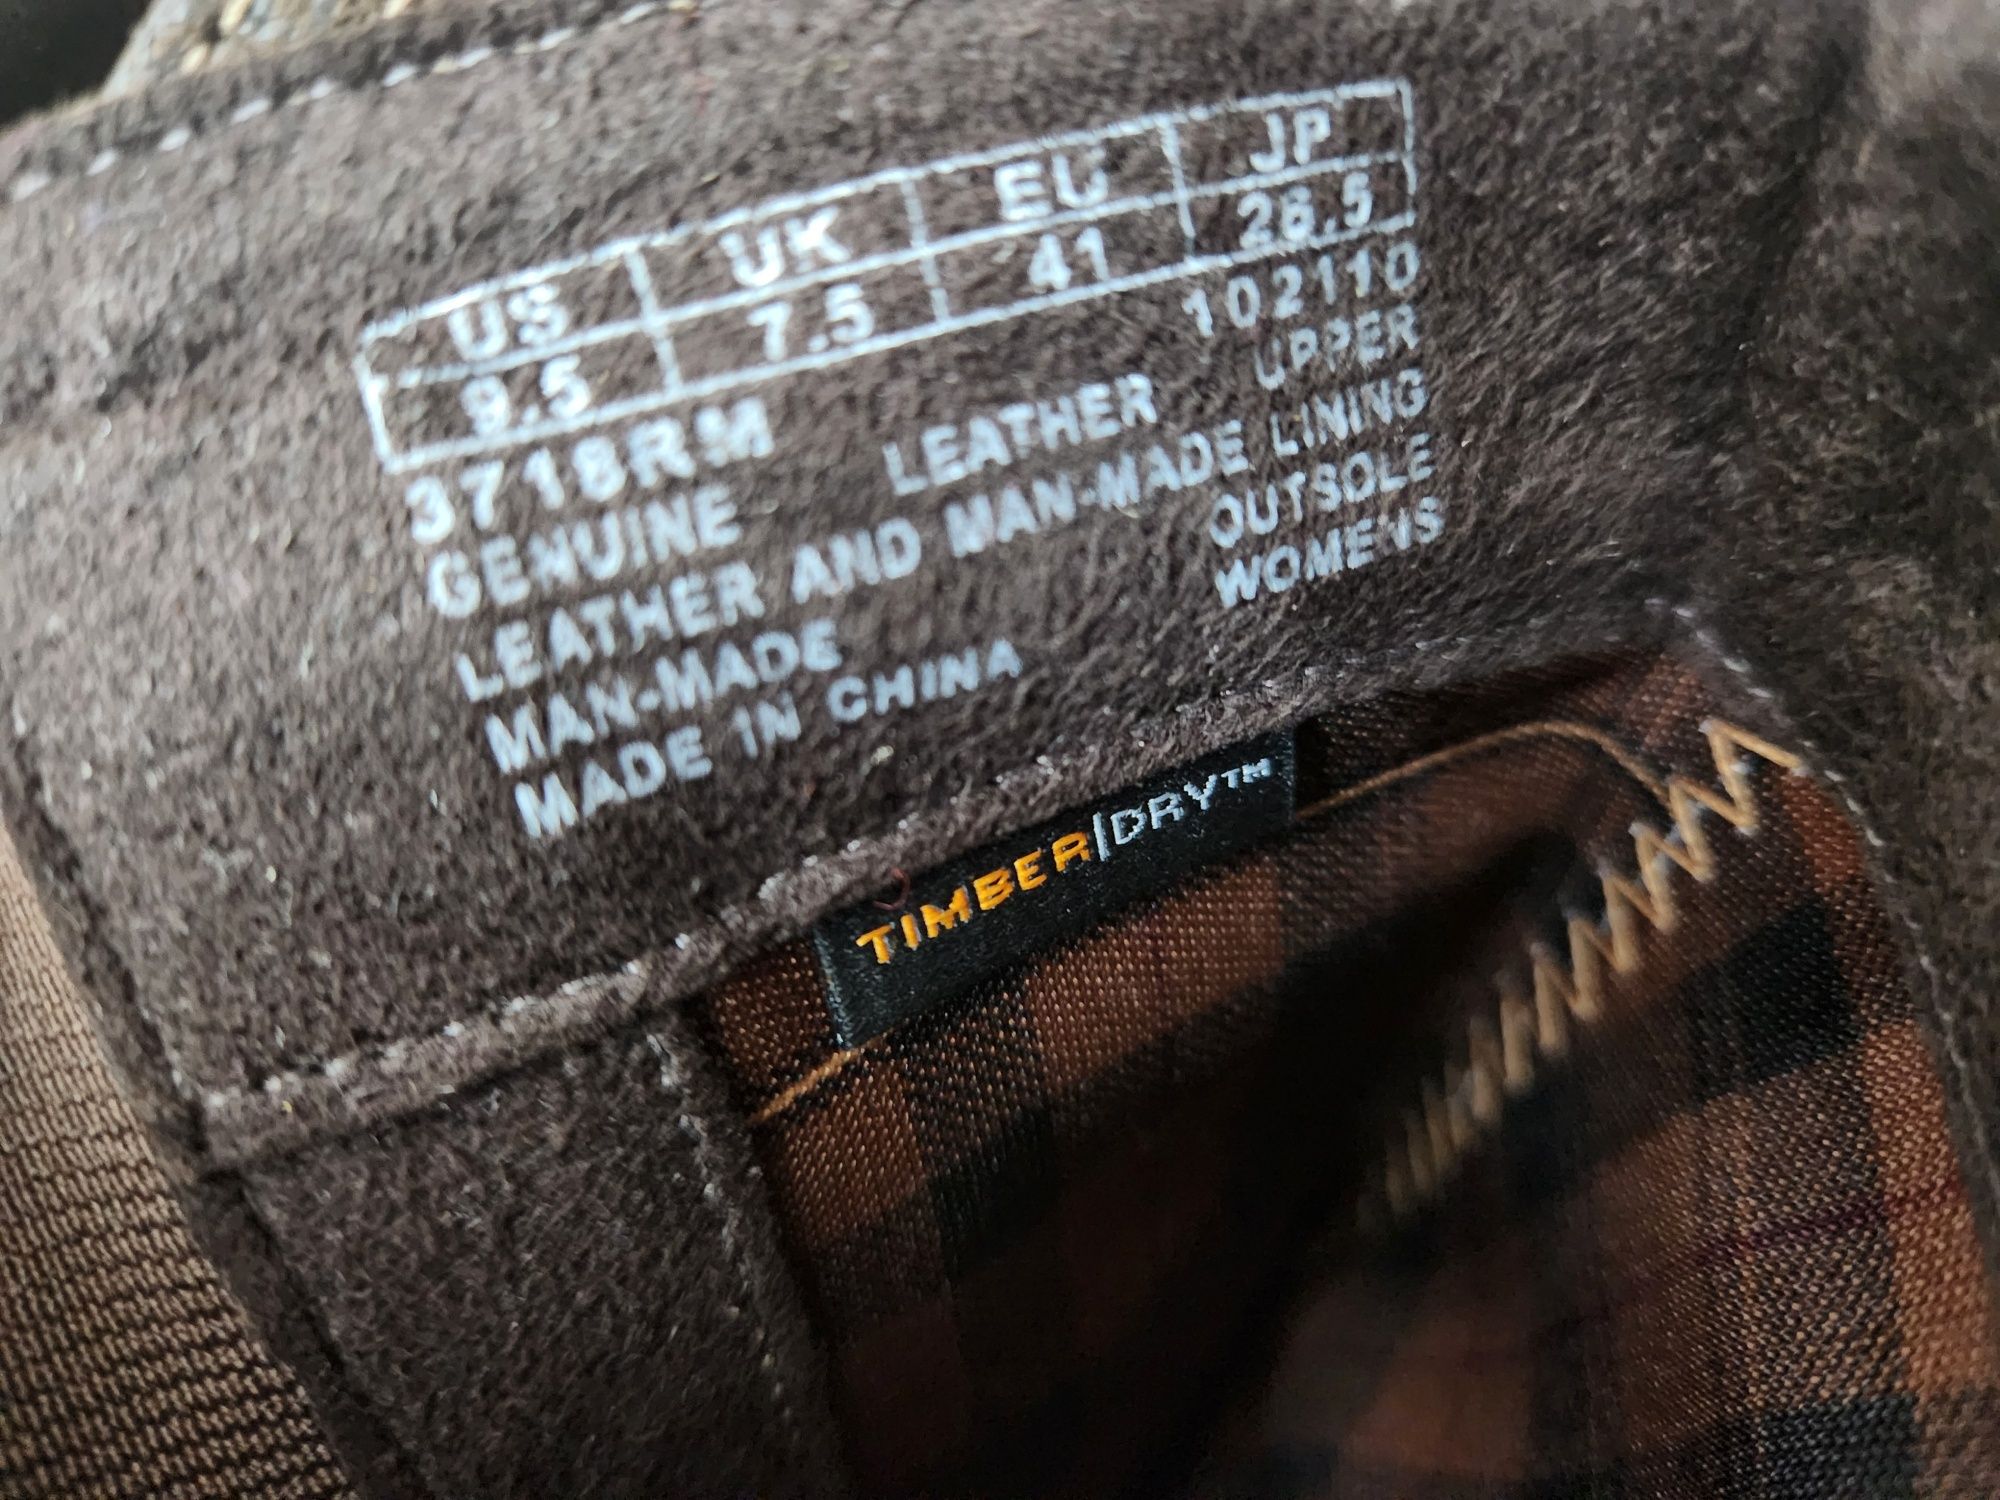 US UK EU JP
9.5 7.5 41 26.5
3718RM 102110
GENUINE LEATHER UPPER
LEATHER AND MAN-MADE LINING
MAN-MADE OUTSOLE
MADE IN CHINA WOMENS
TIMBER|DRY™